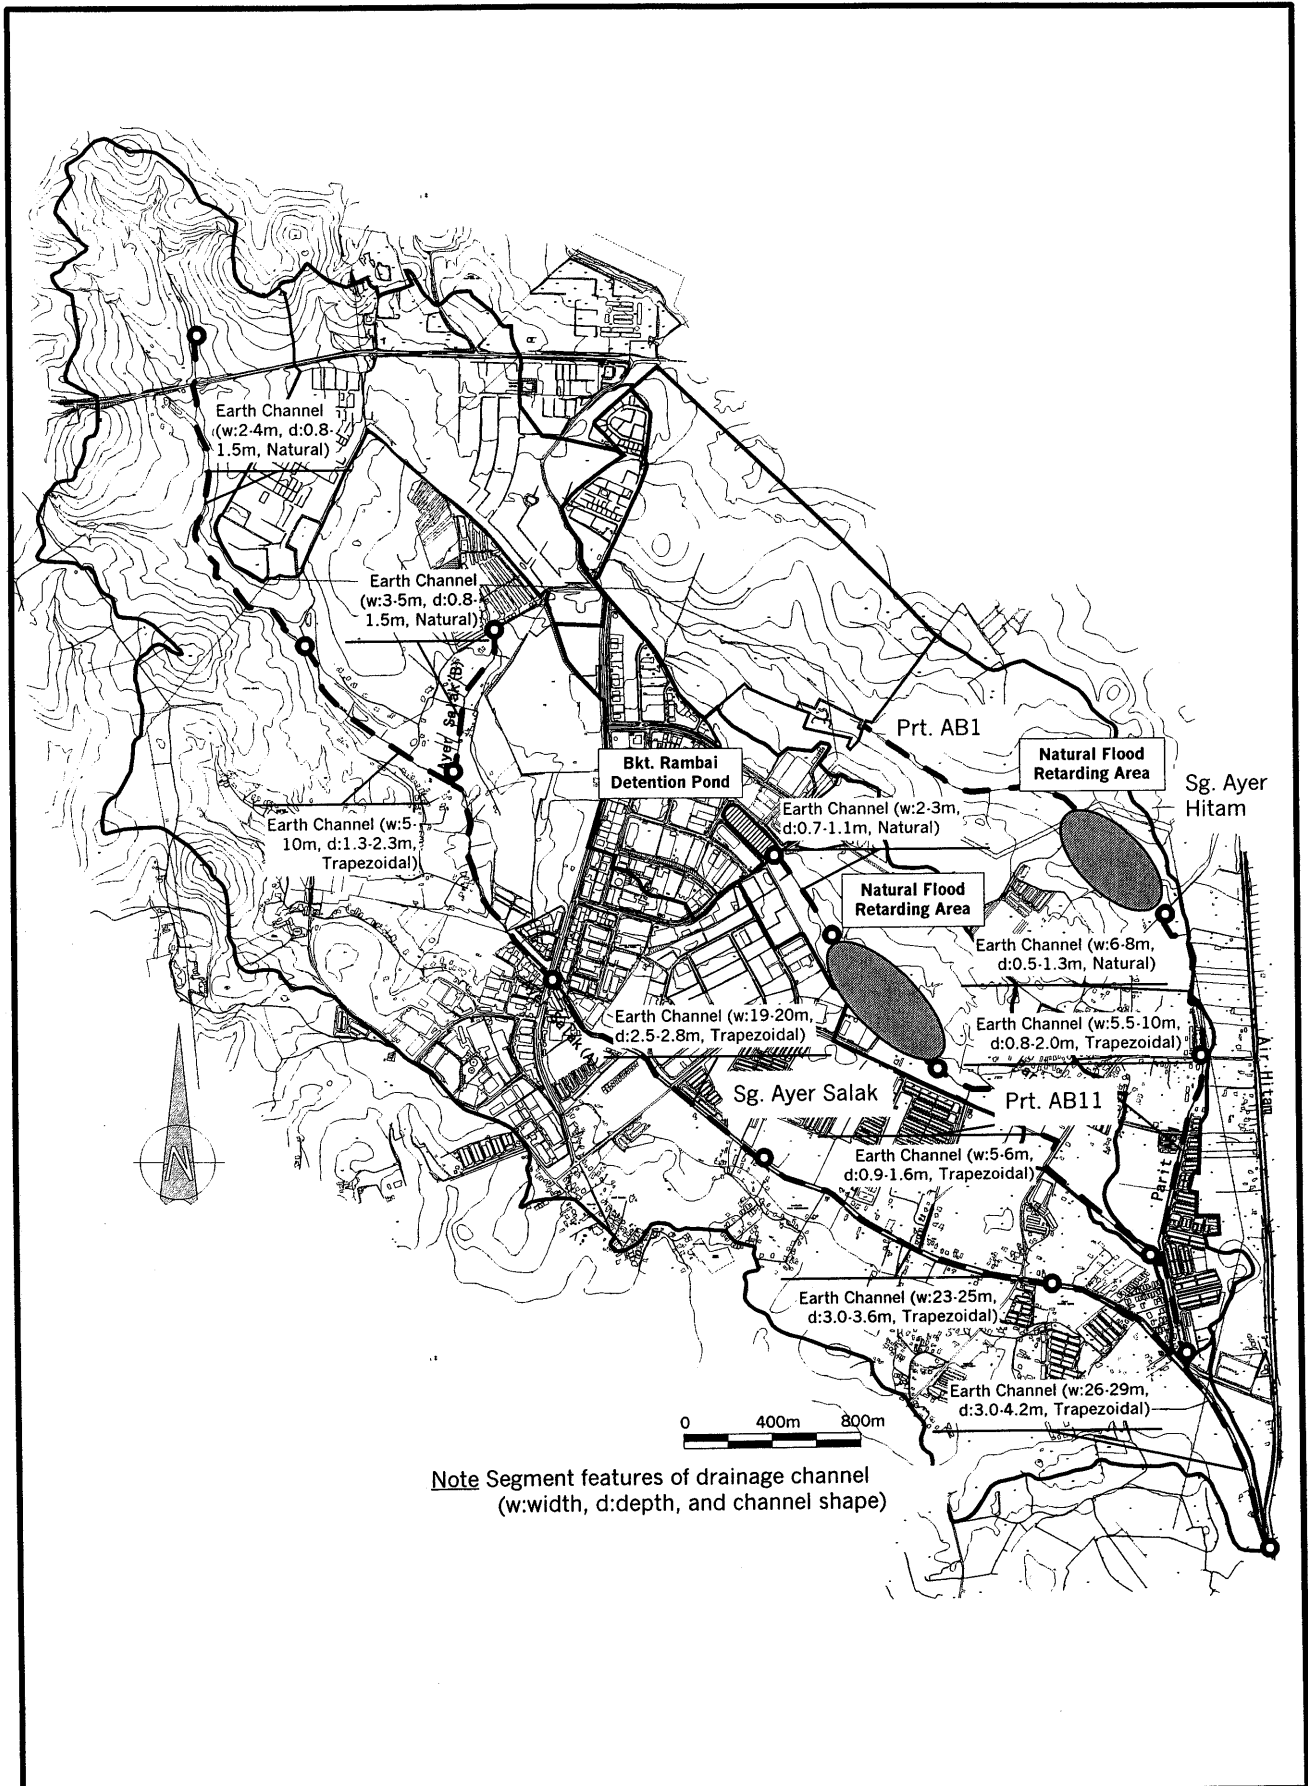 Earth Channel
(w:2-4m, d:0.8-
1.5m, Natural)
Earth Channel
(w:3-5m, d:0.8-
1.5m, Natural)
Prt. AB1
Natural Flood
Retarding Area
Sg. Ayer
Hitam
Bkt. Rambai
Detention Pond
Earth Channel (w:2-3m,
d:0.7-1.1m, Natural)
Earth Channel (w:5-
10m, d:1.3-2.3m,
Trapezoidal)
Natural Flood
Retarding Area
Earth Channel (w:6-8m,
d:0.5-1.3m, Natural)
Earth Channel (w:19-20m,
d:2.5-2.8m, Trapezoidal)
Earth Channel (w:5.5-10m,
d:0.8-2.0m, Trapezoidal)
Air Hitam
Sg. Ayer Salak
Prt. AB11
Earth Channel (w:5-6m,
d:0.9-1.6m, Trapezoidal)
Parit
N
Earth Channel (w:23-25m,
d:3.0-3.6m, Trapezoidal)
Earth Channel (w:26-29m,
d:3.0-4.2m, Trapezoidal)
0 400m 800m
Note Segment features of drainage channel
(w:width, d:depth, and channel shape)